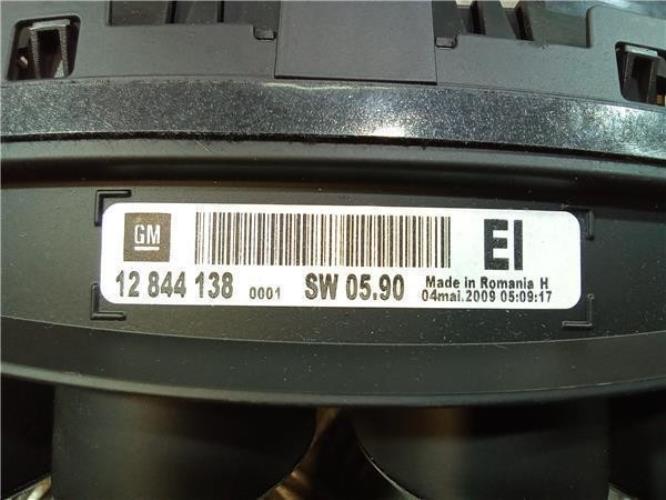 GM
EI
12 844 138 0001 SW 05.90
Made in Romania H
04mai.2009 05:09:17